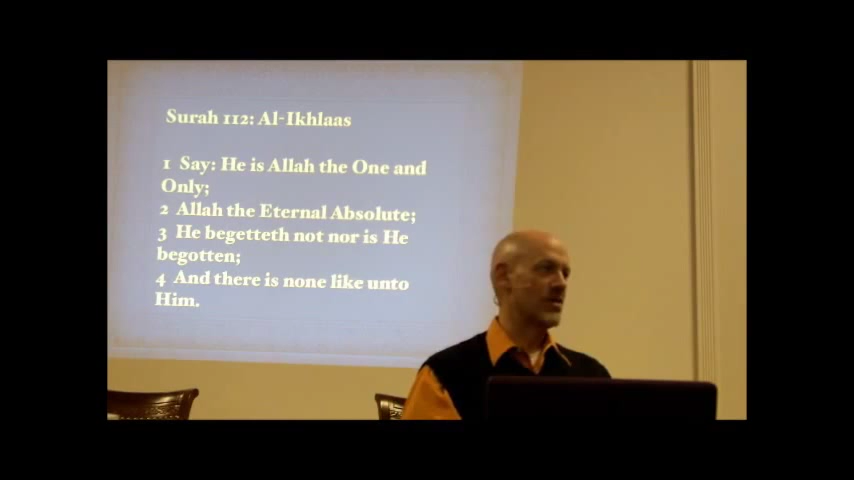 Surah 112: Al-Ikhlaas
1 Say: He is Allah the One and
Only;
2 Allah the Eternal Absolute;
3 He begetteth not nor is He
begotten;
4 And there is none like unto
Him.